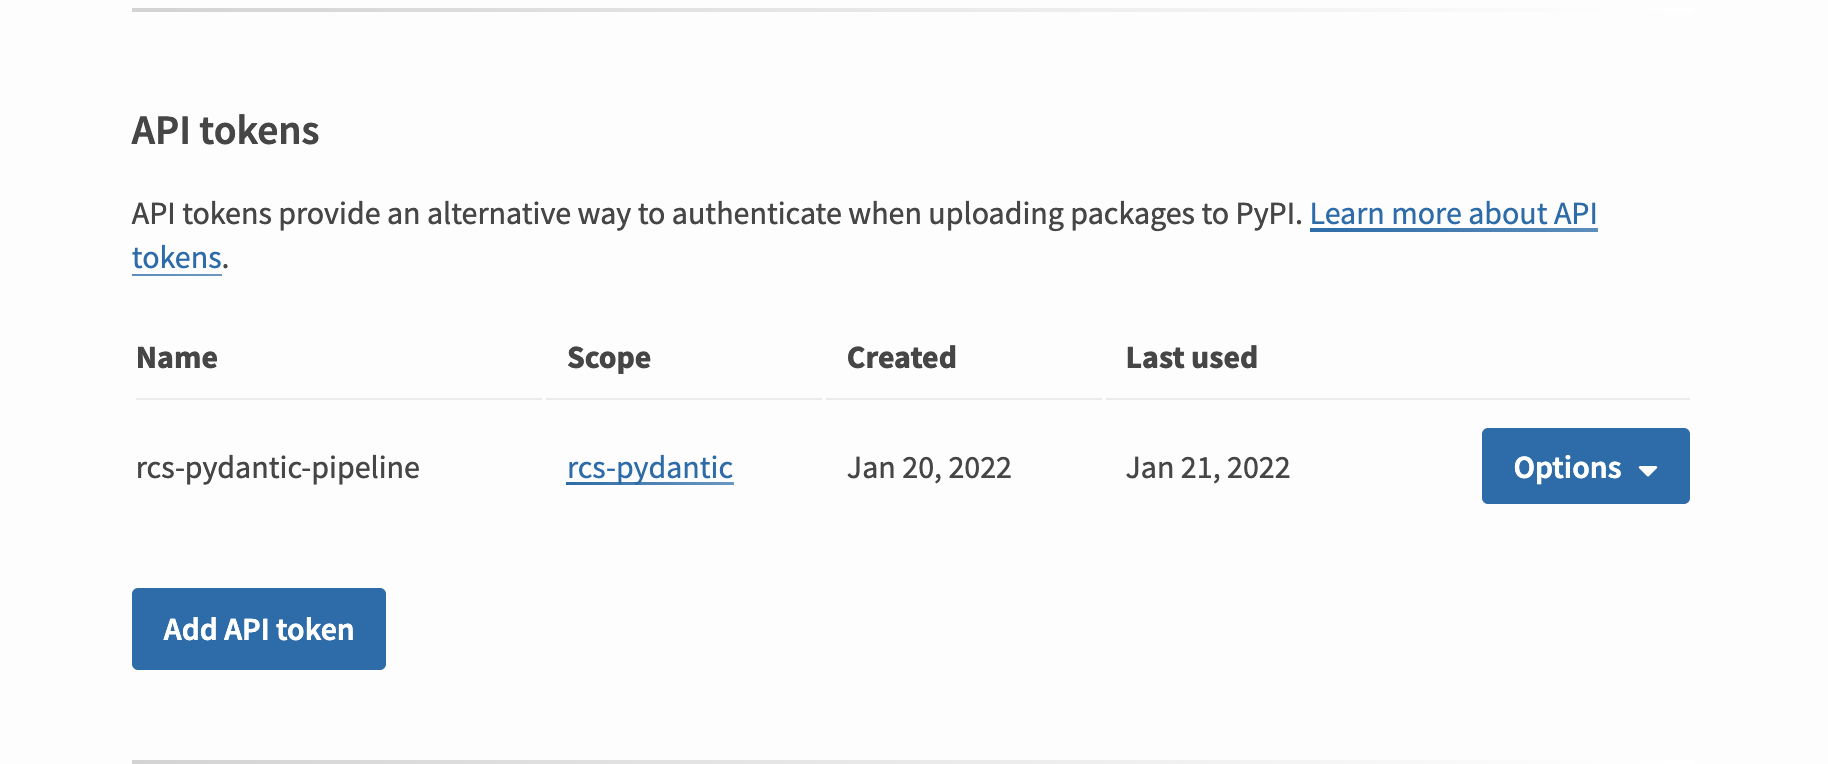 API tokens
API tokens provide an alternative way to authenticate when uploading packages to PyPI. Learn more about API
tokens.
Name Scope Created Last used
rcs-pydantic-pipeline rcs-pydantic Jan 20, 2022 Jan 21, 2022 Options
Add API token